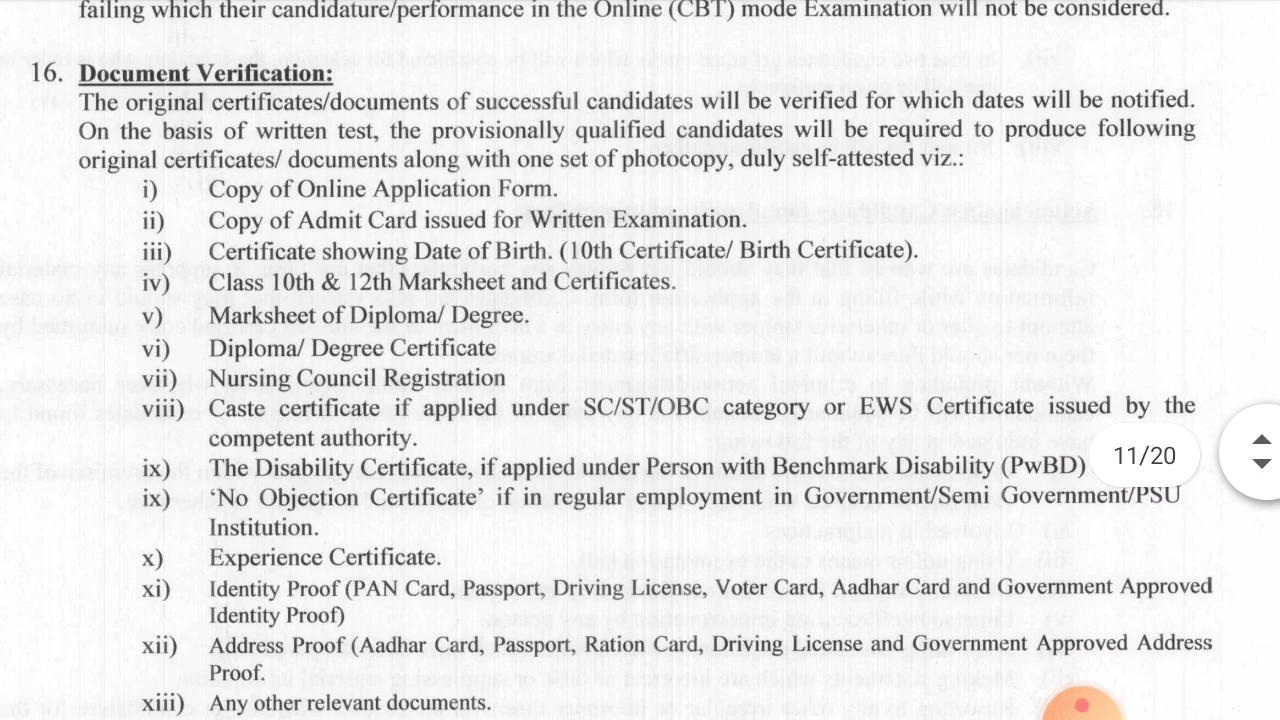 failing which their candidature/performance in the Online (CBT) mode Examination will not be considered.
16. Document Verification:
The original certificates/documents of successful candidates will be verified for which dates will be notified.
On the basis of written test, the provisionally qualified candidates will be required to produce following
original certificates/ documents along with one set of photocopy, duly self-attested viz.:
i) Copy of Online Application Form.
ii) Copy of Admit Card issued for Written Examination.
iii) Certificate showing Date of Birth. (10th Certificate/ Birth Certificate).
iv) Class 10th & 12th Marksheet and Certificates.
v) Marksheet of Diploma/ Degree.
vi) Diploma/ Degree Certificate
vii) Nursing Council Registration
viii) Caste certificate if applied under SC/ST/OBC category or EWS Certificate issued by the
competent authority.
ix) The Disability Certificate, if applied under Person with Benchmark Disability (PwBD)
11/20
ix) ‘No Objection Certificate’ if in regular employment in Government/Semi Government/PSU
Institution.
x) Experience Certificate.
xi) Identity Proof (PAN Card, Passport, Driving License, Voter Card, Aadhar Card and Government Approved
Identity Proof)
xii) Address Proof (Aadhar Card, Passport, Ration Card, Driving License and Government Approved Address
Proof.
xiii) Any other relevant documents.